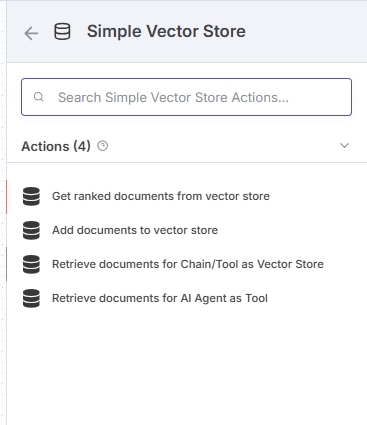 Simple Vector Store
Search Simple Vector Store Actions...
Actions (4)
Get ranked documents from vector store
Add documents to vector store
Retrieve documents for Chain/Tool as Vector Store
Retrieve documents for AI Agent as Tool